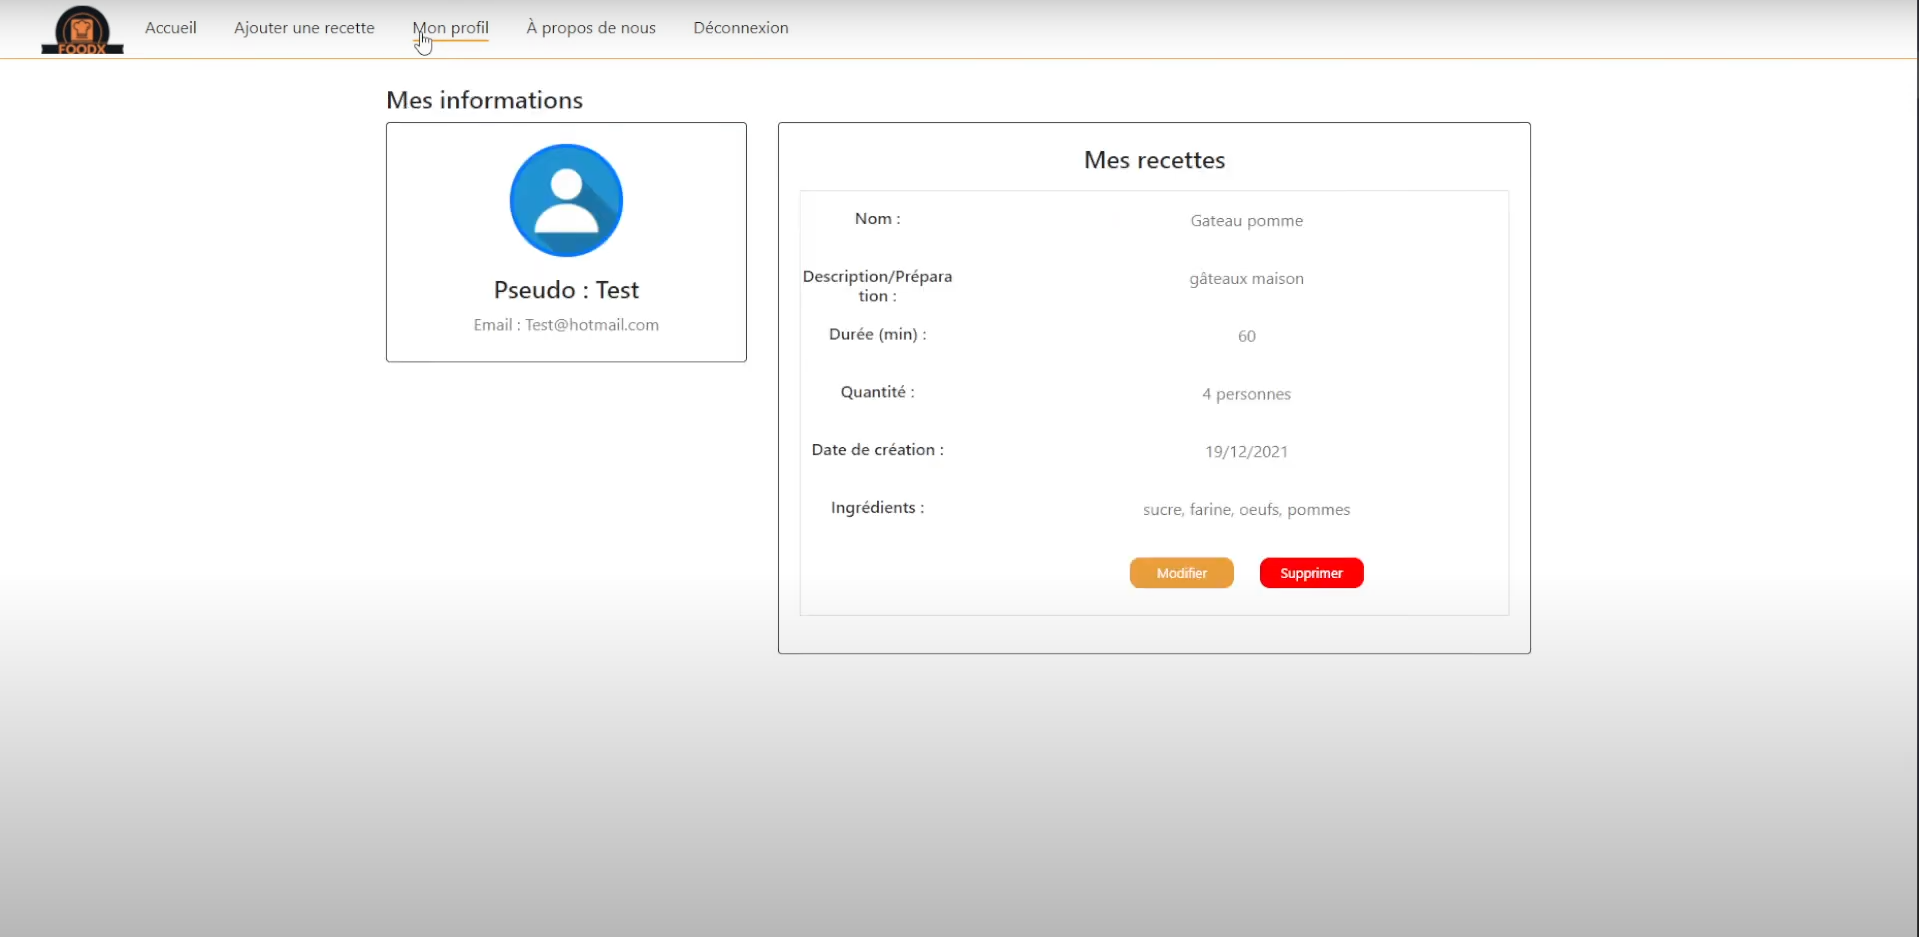 FOODX
Accueil
Ajouter une recette
Mon profil
À propos de nous
Déconnexion
Mes informations
Pseudo : Test
Email : Test@hotmail.com
Mes recettes
Nom :
Gateau pomme
Description/Prépara
tion :
gâteaux maison
Durée (min) :
60
Quantité :
4 personnes
Date de création :
19/12/2021
Ingrédients :
sucre, farine, oeufs, pommes
Modifier
Supprimer